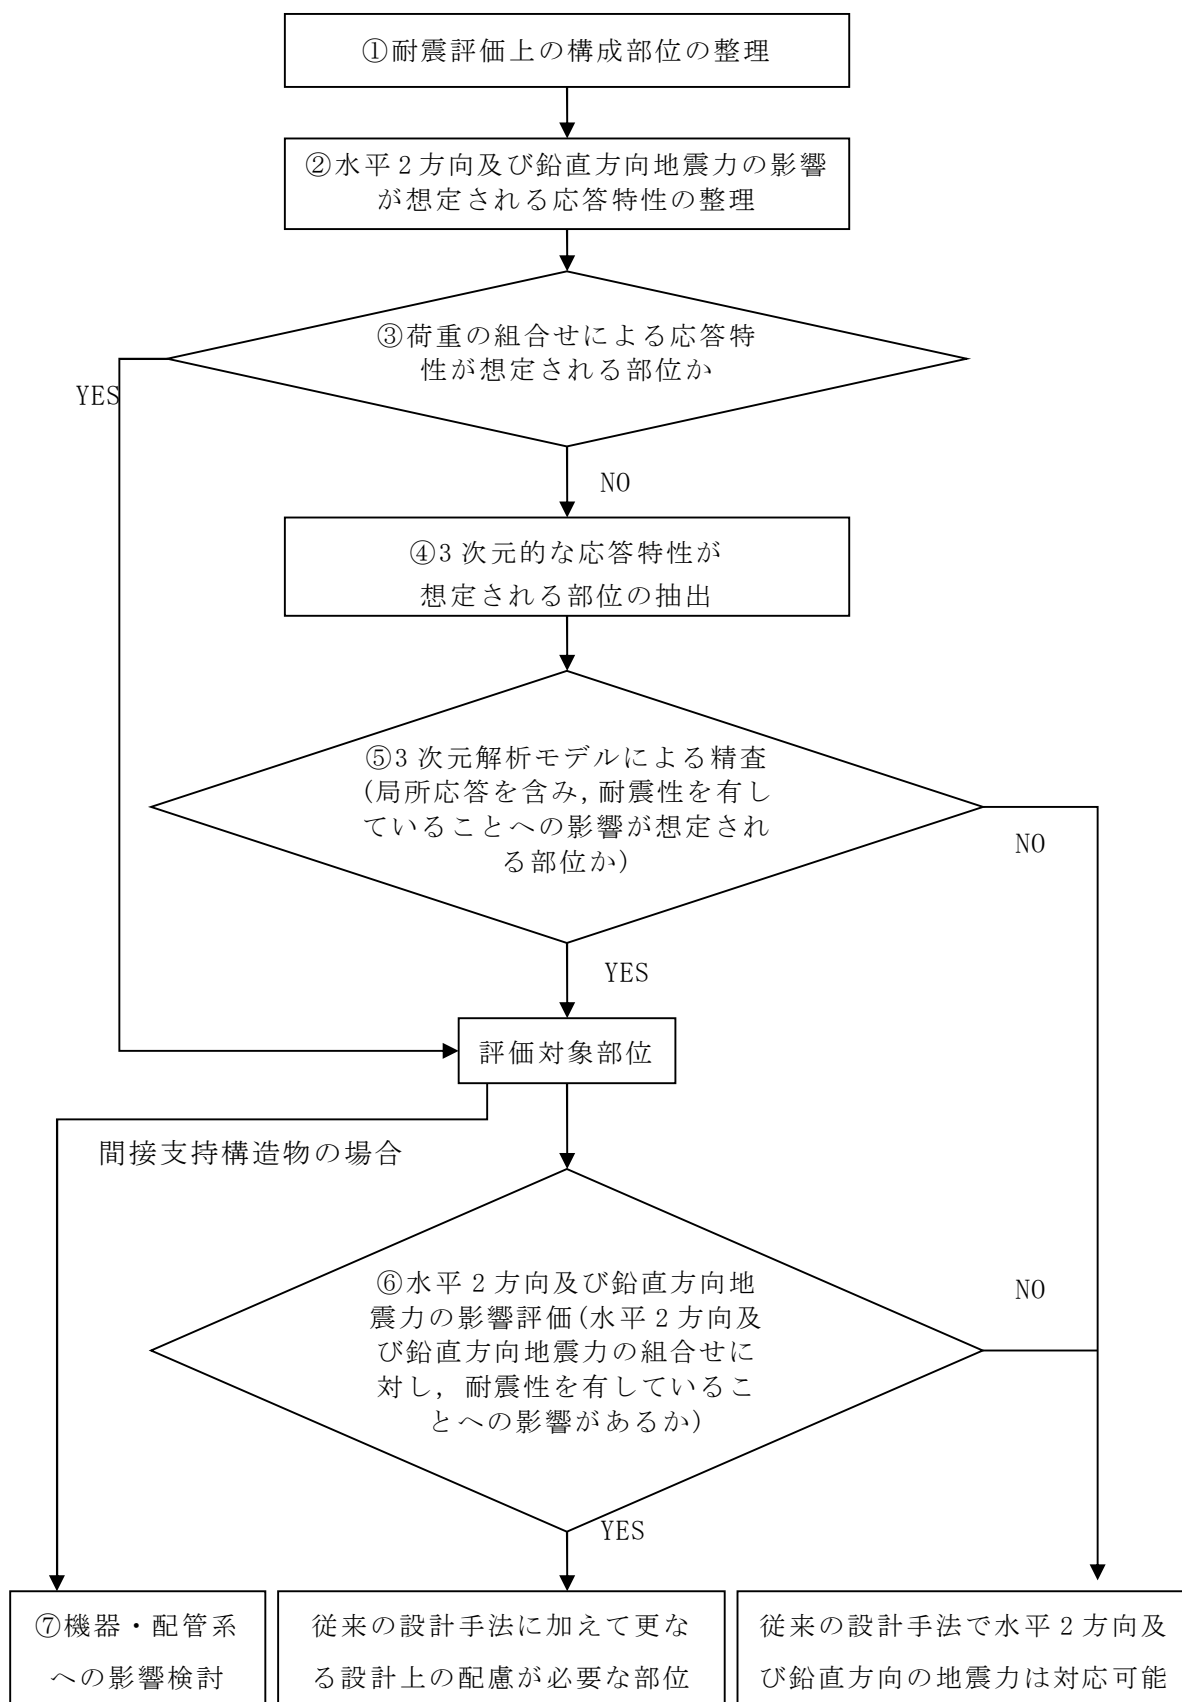 ①耐震評価上の構成部位の整理
②水平2方向及び鉛直方向地震力の影響
が想定される応答特性の整理
③荷重の組合せによる応答特
性が想定される部位か
YES
NO
④3次元的な応答特性が
想定される部位の抽出
⑤3次元解析モデルによる精査
(局所応答を含み,耐震性を有し
ていることへの影響が想定され
る部位か)
NO
YES
評価対象部位
間接支持構造物の場合
⑥水平2方向及び鉛直方向地
震力の影響評価(水平2方向及
び鉛直方向地震力の組合せに
対し,耐震性を有しているこ
とへの影響があるか)
NO
YES
⑦機器・配管系
への影響検討
従来の設計手法に加えて更な
る設計上の配慮が必要な部位
従来の設計手法で水平2方向及
び鉛直方向の地震力は対応可能